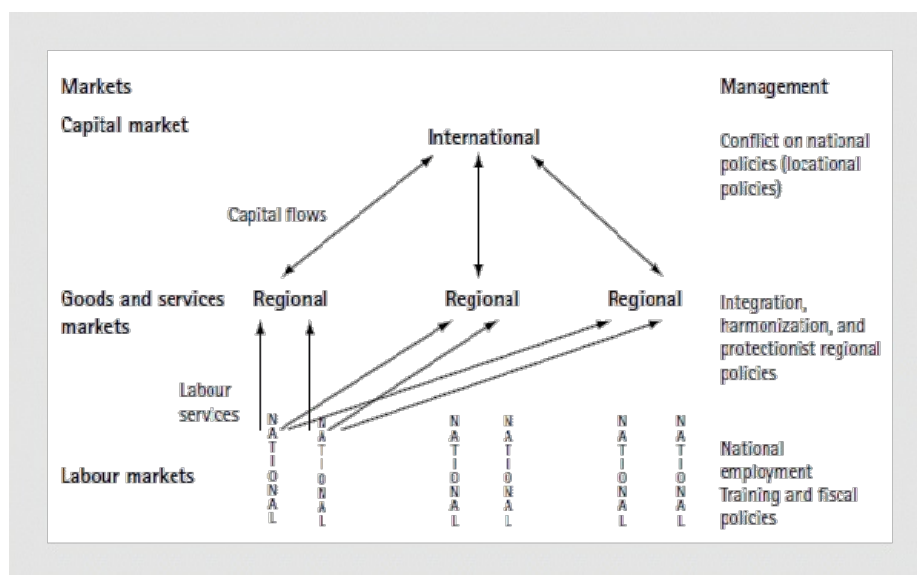 Markets
Management
Capital market
International
Conflict on national
policies (locational
policies)
Capital flows
Goods and services
markets
Regional
Regional
Regional
Integration,
harmonization, and
protectionist regional
policies
Labour
services
Labour markets
NATIONAL
NATIONAL
NATIONAL
NATIONAL
NATIONAL
NATIONAL
National
employment
Training and fiscal
policies